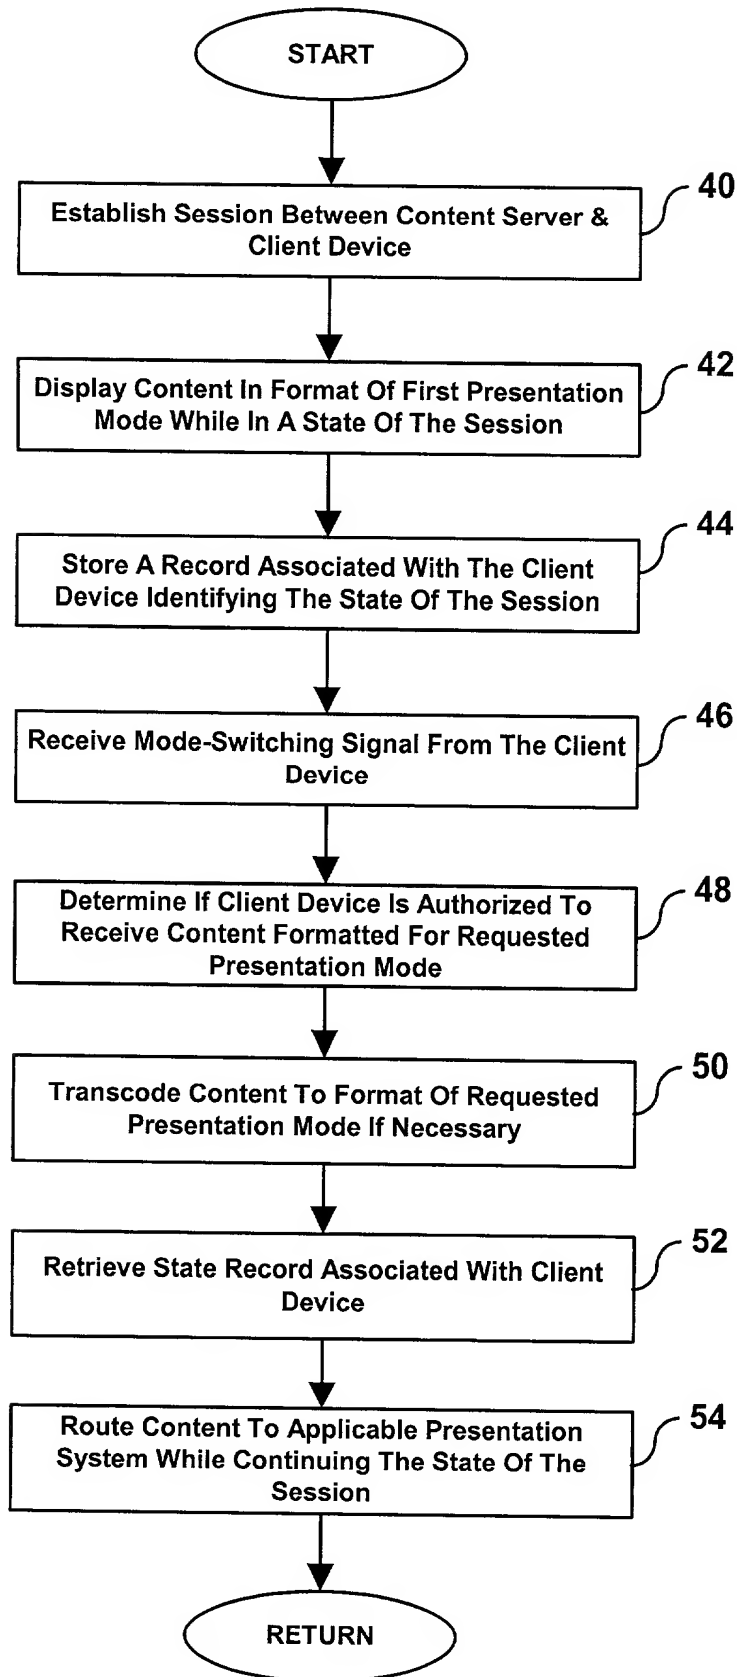 START
40
Establish Session Between Content Server &
Client Device
42
Display Content In Format Of First Presentation
Mode While In A State Of The Session
44
Store A Record Associated With The Client
Device Identifying The State Of The Session
46
Receive Mode-Switching Signal From The Client
Device
48
Determine If Client Device Is Authorized To
Receive Content Formatted For Requested
Presentation Mode
50
Transcode Content To Format Of Requested
Presentation Mode If Necessary
52
Retrieve State Record Associated With Client
Device
54
Route Content To Applicable Presentation
System While Continuing The State Of The
Session
RETURN